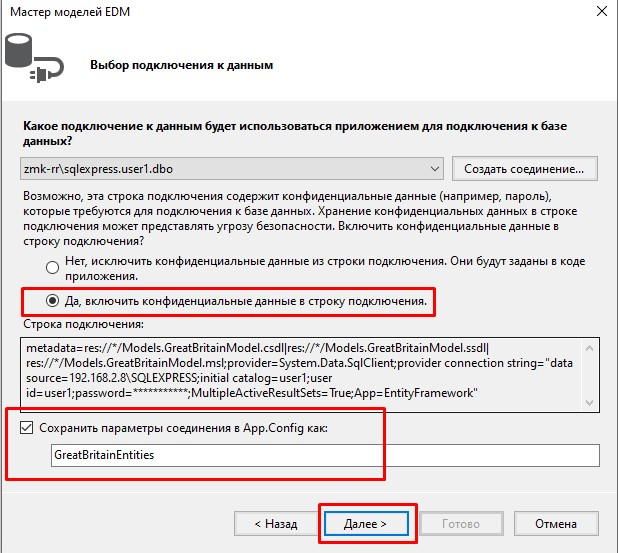 Мастер моделей EDM
Выбор подключения к данным
Какое подключение к данным будет использоваться приложением для подключения к базе
данных?
zmk-rr\sqlexpress.user1.dbo
Создать соединение...
Возможно, эта строка подключения содержит конфиденциальные данные (например, пароль),
которые требуются для подключения к базе данных. Хранение конфиденциальных данных в строке
подключения может представлять угрозу безопасности. Включить конфиденциальные данные в
строку подключения?
Нет, исключить конфиденциальные данные из строки подключения. Они будут заданы в коде
приложения.
Да, включить конфиденциальные данные в строку подключения.
Строка подключения:
metadata=res://*/Models.GreatBritainModel.csdl|res://*/Models.GreatBritainModel.ssdl|
res://*/Models.GreatBritainModel.msl;provider=System.Data.SqlClient;provider connection string="data
source=192.168.2.8\SQLEXPRESS;initial catalog=user1;user
id=user1;password=***********;MultipleActiveResultSets=True;App=EntityFramework"
Сохранить параметры соединения в App.Config как:
GreatBritainEntities
< Назад
Далее >
Готово
Отмена